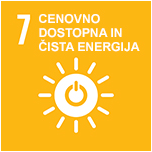 7 CENOVNO
DOSTOPNA IN
ČISTA ENERGIJA